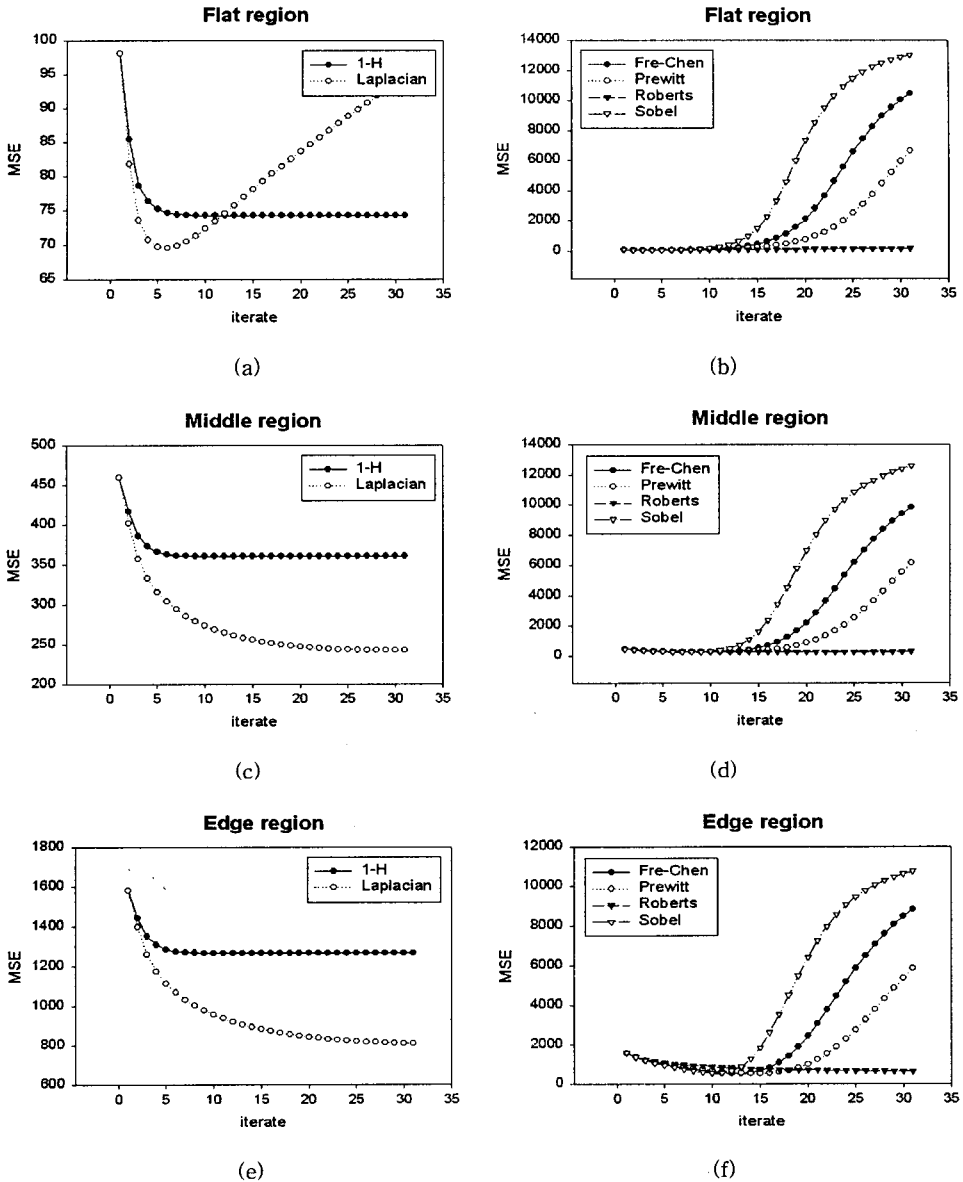 Flat region
100
95
90
85
80
75
70
65
MSE
1-H
Laplacian
0 5 10 15 20 25 30 35
iterate
(a)
Flat region
14000
12000
10000
8000
6000
4000
2000
0
MSE
Fre-Chen
Prewitt
Roberts
Sobel
0 5 10 15 20 25 30 35
iterate
(b)
Middle region
500
450
400
350
300
250
200
MSE
1-H
Laplacian
0 5 10 15 20 25 30 35
iterate
(c)
Middle region
14000
12000
10000
8000
6000
4000
2000
0
MSE
Fre-Chen
Prewitt
Roberts
Sobel
0 5 10 15 20 25 30 35
iterate
(d)
Edge region
1800
1600
1400
1200
1000
800
600
MSE
1-H
Laplacian
0 5 10 15 20 25 30 35
iterate
(e)
Edge region
12000
10000
8000
6000
4000
2000
0
MSE
Fre-Chen
Prewitt
Roberts
Sobel
0 5 10 15 20 25 30 35
iterate
(f)